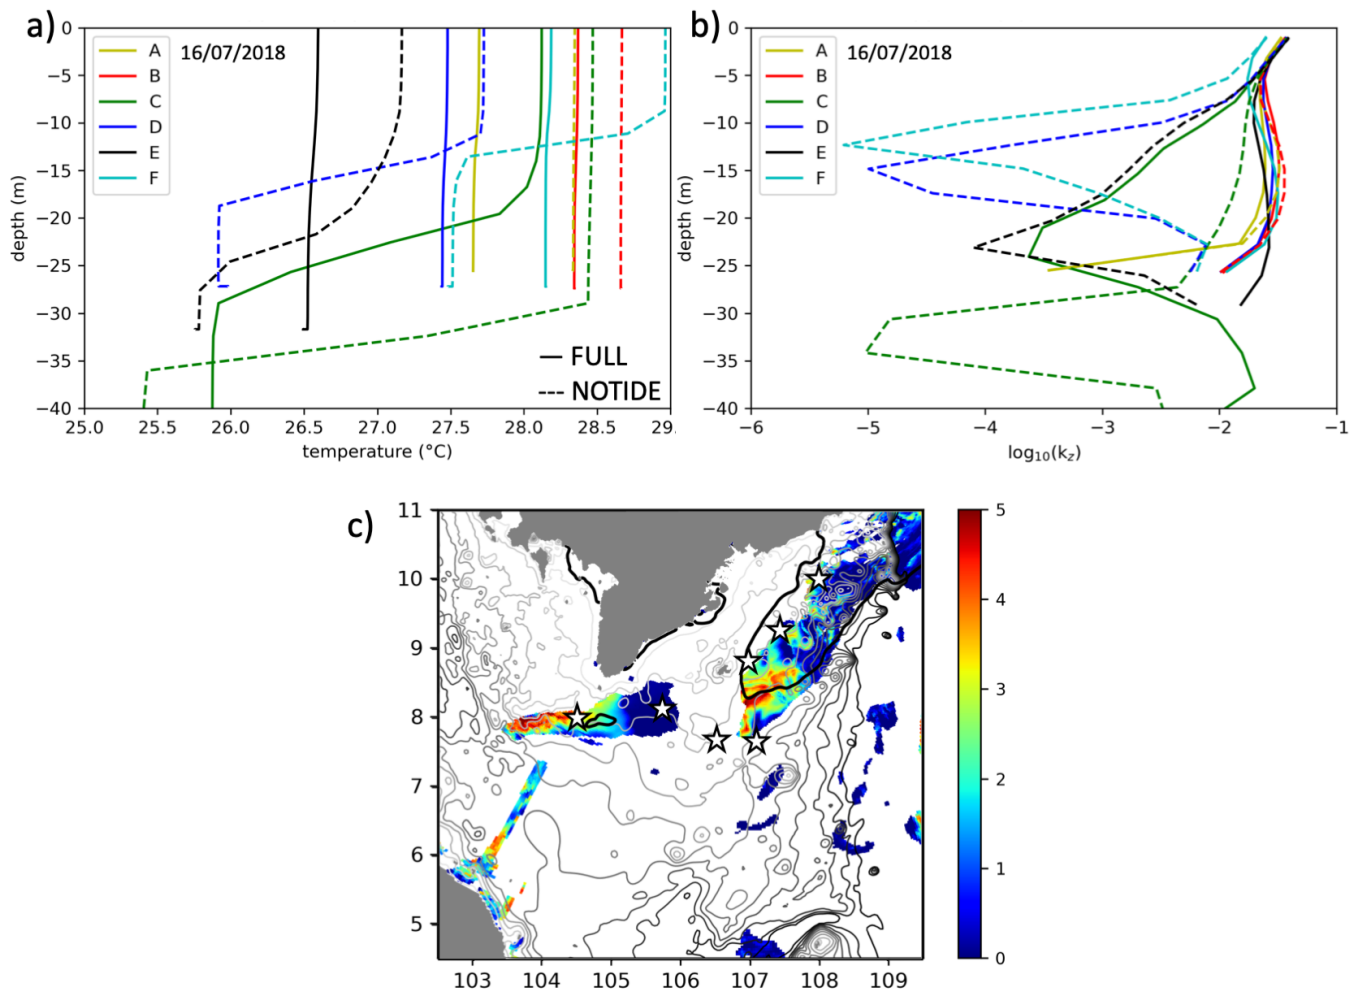 a)
0
−5
−10
−15
−20
−25
−30
−35
−40
depth (m)
A
B
C
D
E
F
16/07/2018
FULL
NOTIDE
25.0 25.5 26.0 26.5 27.0 27.5 28.0 28.5 29.
temperature (°C)
b)
0
−5
−10
−15
−20
−25
−30
−35
−40
depth (m)
A
B
C
D
E
F
16/07/2018
−6 −5 −4 −3 −2 −1
log₁₀(k_z)
c)
11
10
9
8
7
6
5
103 104 105 106 107 108 109
5
4
3
2
1
0